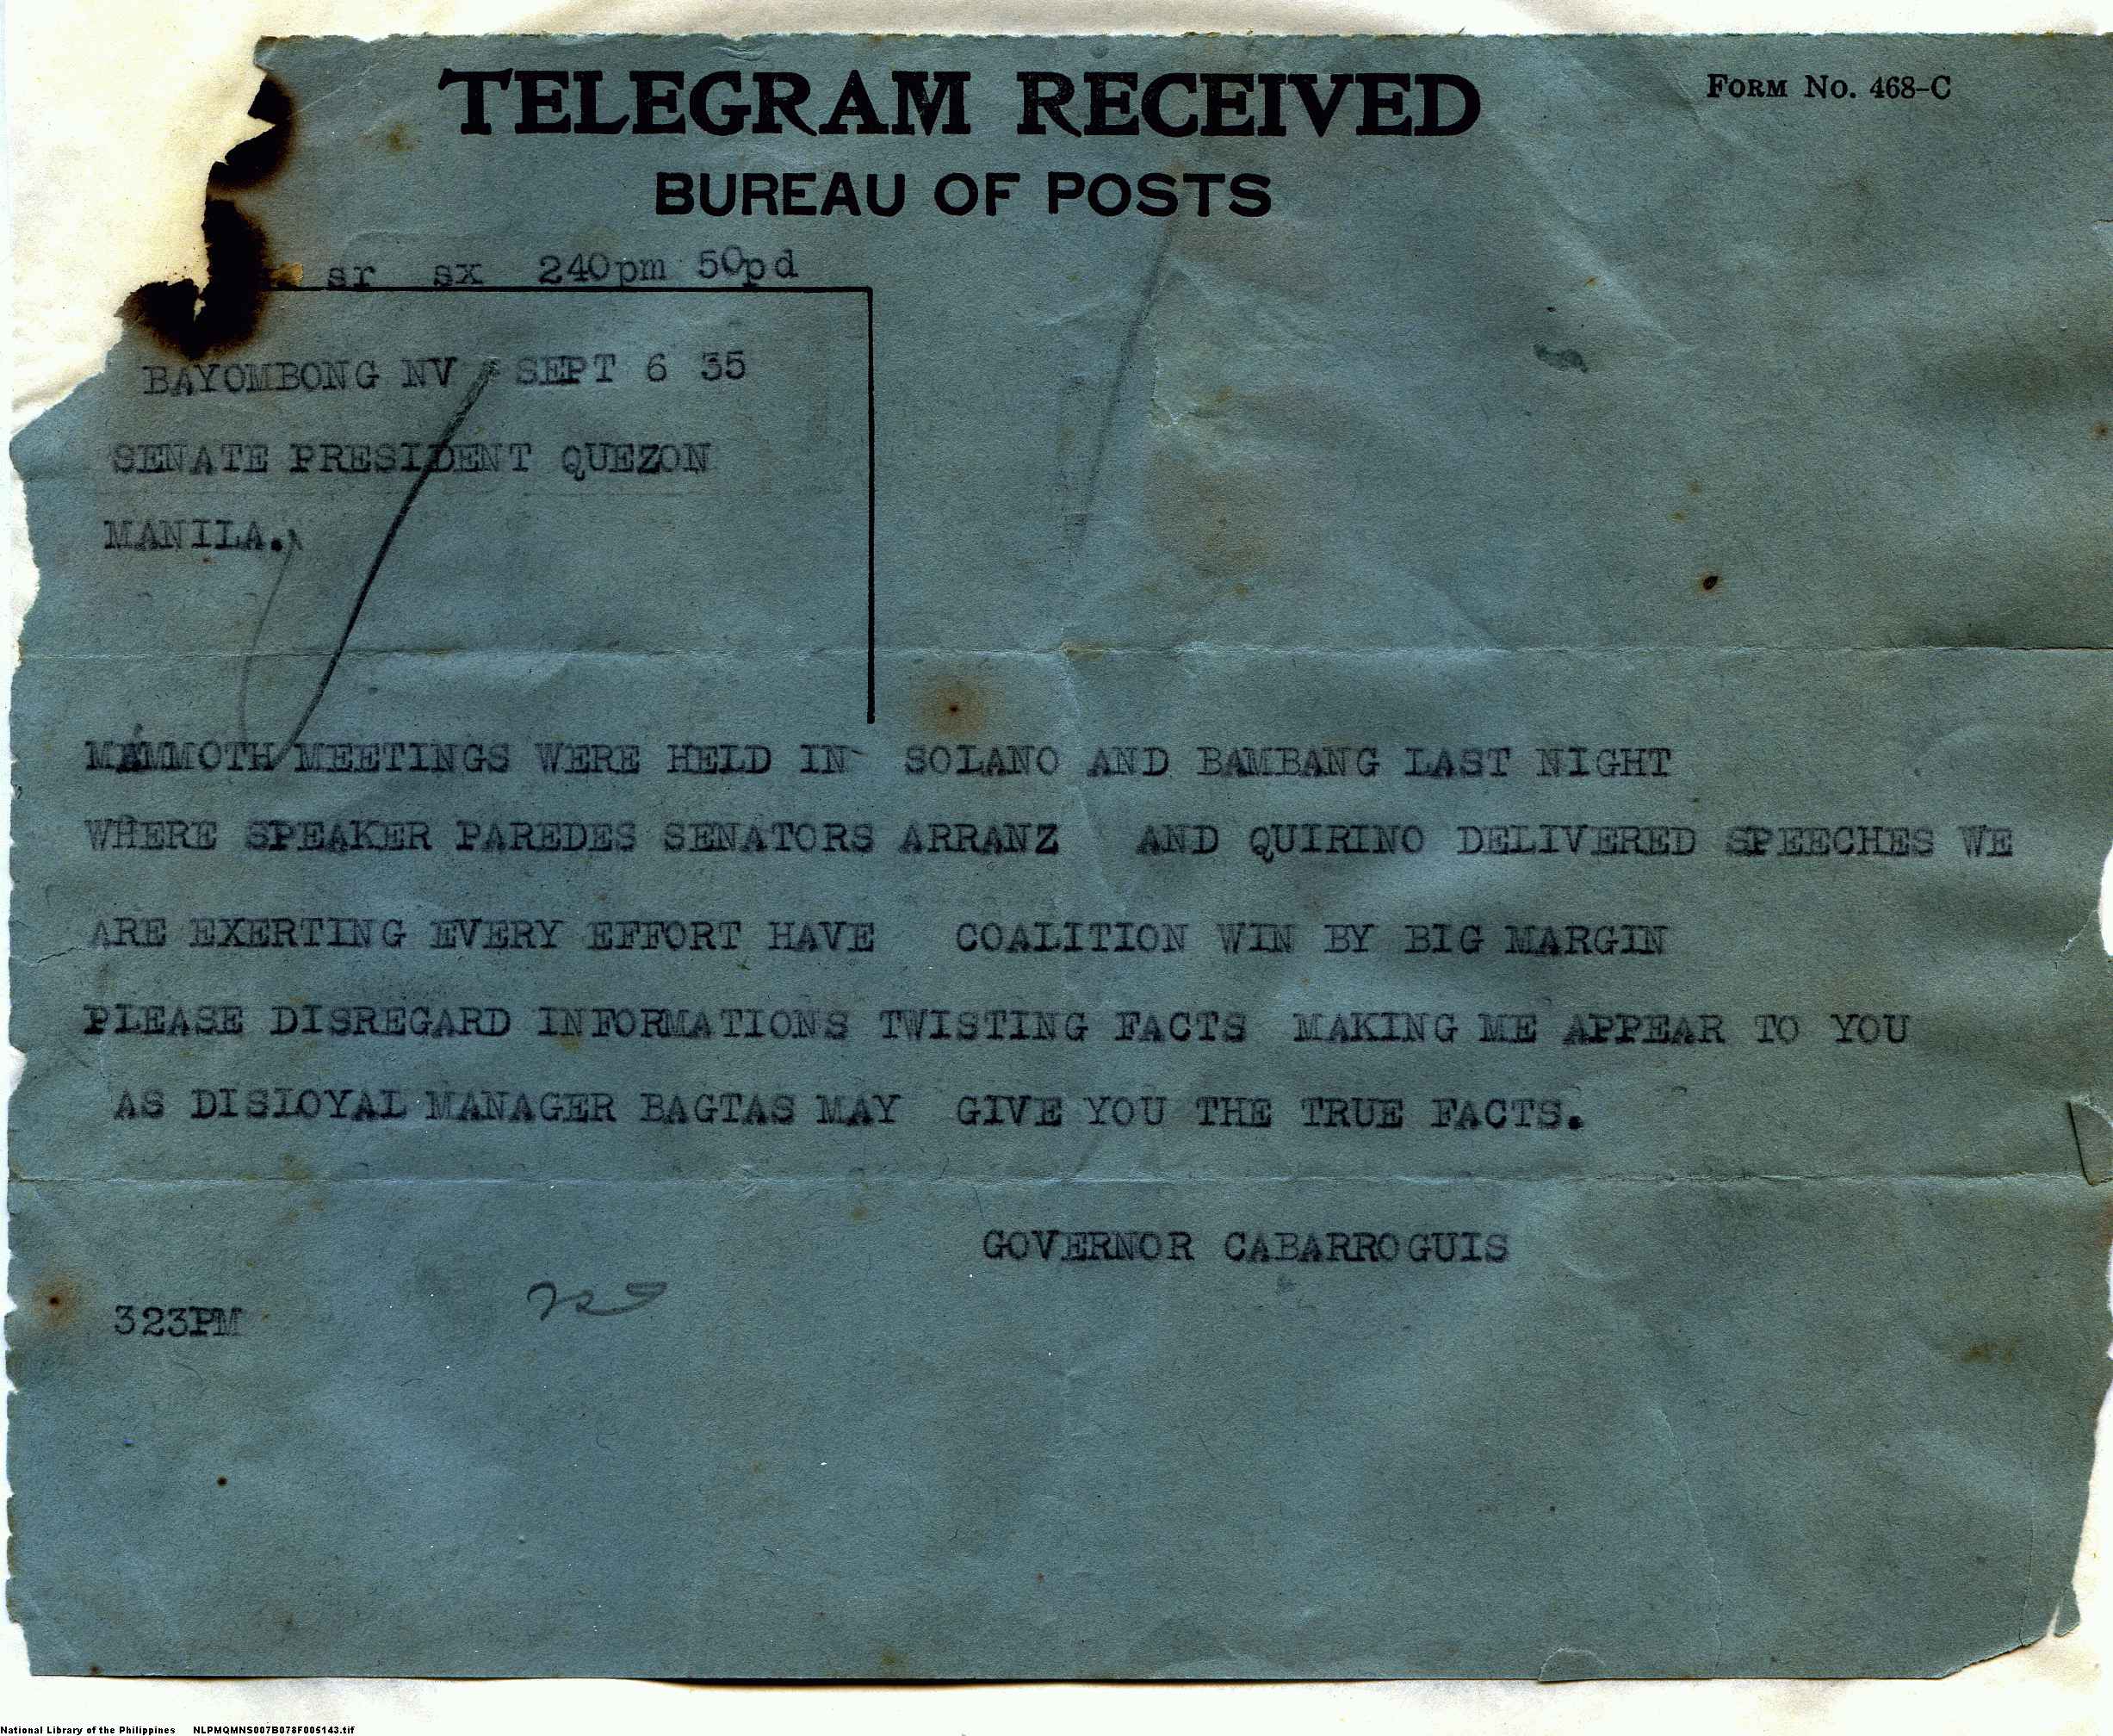 TELEGRAM RECEIVED
FORM NO. 468-C
BUREAU OF POSTS
sr sx 240pm 50pd
BAYOMBONG NV SEPT 6 35
SENATE PRESIDENT QUEZON
MANILA.
MAMMOTH MEETINGS WERE HELD IN SOLANO AND BAMBANG LAST NIGHT
WHERE SPEAKER PAREDES SENATORS ARRANZ AND QUIRINO DELIVERED SPEECHES WE
ARE EXERTING EVERY EFFORT HAVE COALITION WIN BY BIG MARGIN
PLEASE DISREGARD INFORMATIONS TWISTING FACTS MAKING ME APPEAR TO YOU
AS DISLOYAL MANAGER BAGTAS MAY GIVE YOU THE TRUE FACTS.
GOVERNOR CABARROGUIS
323PM
National Library of the Philippines NLPMQMNS007B078F005143.tif